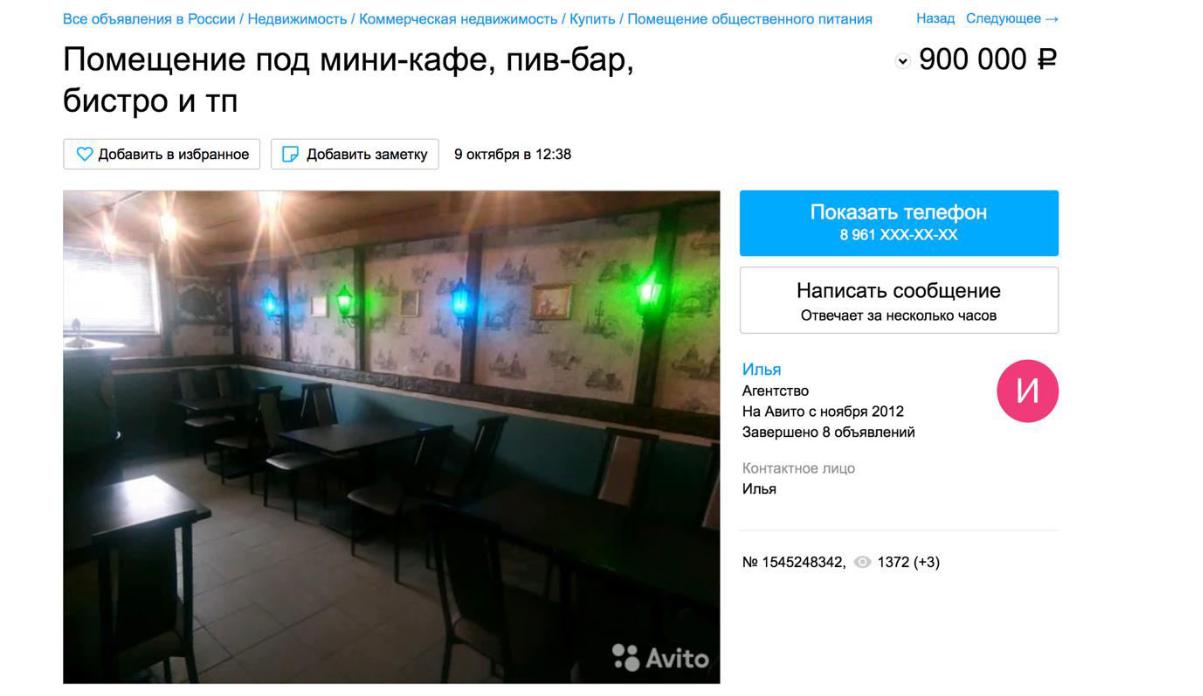 Все объявления в России / Недвижимость / Коммерческая недвижимость / Купить / Помещение общественного питания
Назад Следующее →
Помещение под мини-кафе, пив-бар,
бистро и тп
900 000 ₽
Добавить в избранное
Добавить заметку
9 октября в 12:38
Показать телефон
8 961 XXX-XX-XX
Написать сообщение
Отвечает за несколько часов
Илья
Агентство
На Авито с ноября 2012
Завершено 8 объявлений
И
Контактное лицо
Илья
№ 1545248342, 1372 (+3)
Avito